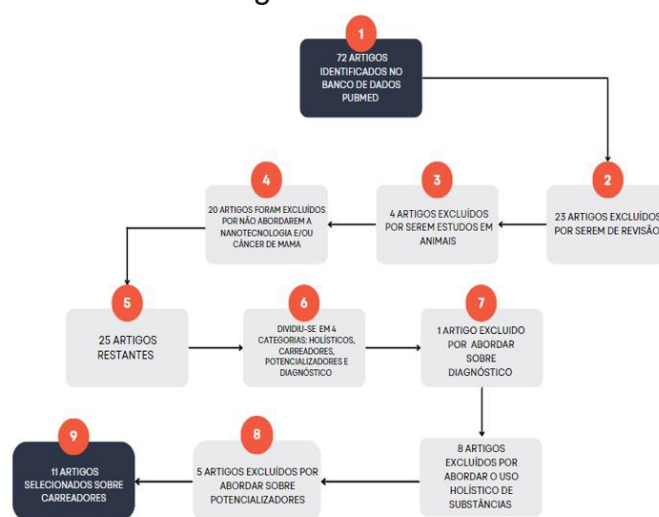 1
72 ARTIGOS
IDENTIFICADOS NO
BANCO DE DADOS
PUBMED
2
23 ARTIGOS EXCLUÍDOS
POR SEREM DE REVISÃO
3
4 ARTIGOS EXCLUÍDOS
POR SEREM ESTUDOS EM
ANIMAIS
4
20 ARTIGOS FORAM EXCLUÍDOS
POR NÃO ABORDAREM A
NANOTECNOLOGIA E/OU
CÂNCER DE MAMA
5
25 ARTIGOS
RESTANTES
6
DIVIDIU-SE EM 4
CATEGORIAS: HOLÍSTICOS,
CARREADORES,
POTENCIALIZADORES E
DIAGNÓSTICO
7
1 ARTIGO EXCLUIDO
POR ABORDAR
SOBRE
DIAGNÓSTICO
8 ARTIGOS
EXCLUÍDOS POR
ABORDAR O USO
HOLÍSTICO DE
SUBSTÂNCIAS
8
5 ARTIGOS EXCLUÍDOS POR
ABORDAR SOBRE
POTENCIALIZADORES
9
11 ARTIGOS
SELECIONADOS SOBRE
CARREADORES